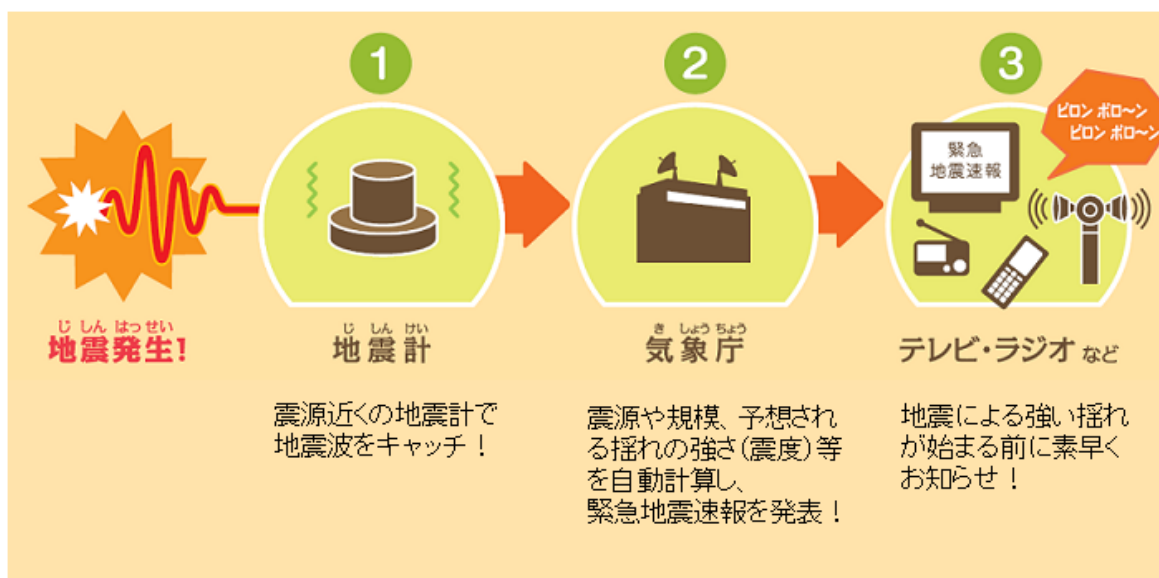 1
2
3
ピロン ポロ〜ン
ピロン ポロ〜ン
緊急
地震速報
じ しん はっ せい
地震発生!
じ しん けい
地震計
き しょう ちょう
気象庁
テレビ・ラジオ など
震源近くの地震計で
地震波をキャッチ！
震源や規模、予想され
る揺れの強さ(震度)等
を自動計算し、
緊急地震速報を発表！
地震による強い揺れ
が始まる前に素早く
お知らせ！